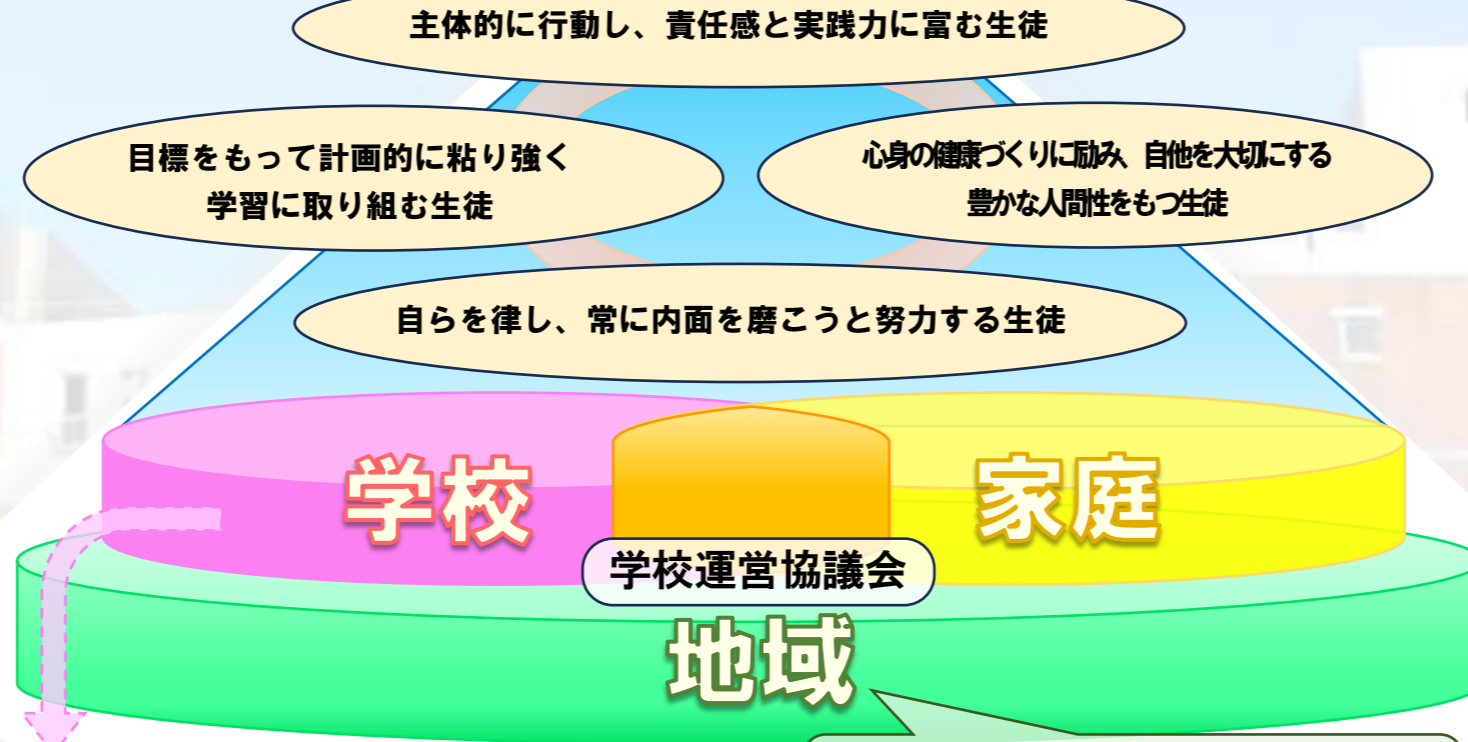 主体的に行動し、責任感と実践力に富む生徒
目標をもって計画的に粘り強く
学習に取り組む生徒
心身の健康づくりに励み、自他を大切にする
豊かな人間性をもつ生徒
自らを律し、常に内面を磨こうと努力する生徒
学校
家庭
学校運営協議会
地域